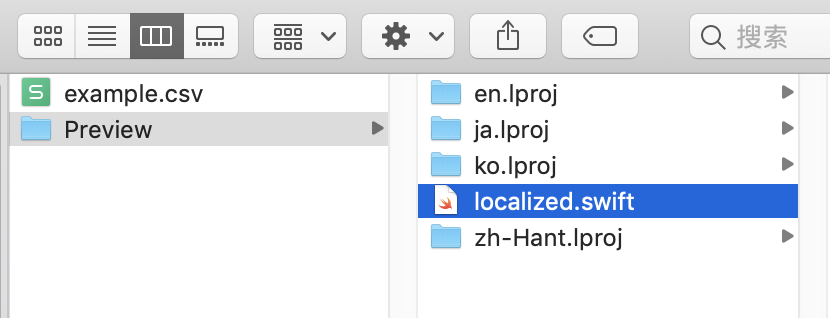 搜索
example.csv
Preview
en.lproj
ja.lproj
ko.lproj
localized.swift
zh-Hant.lproj